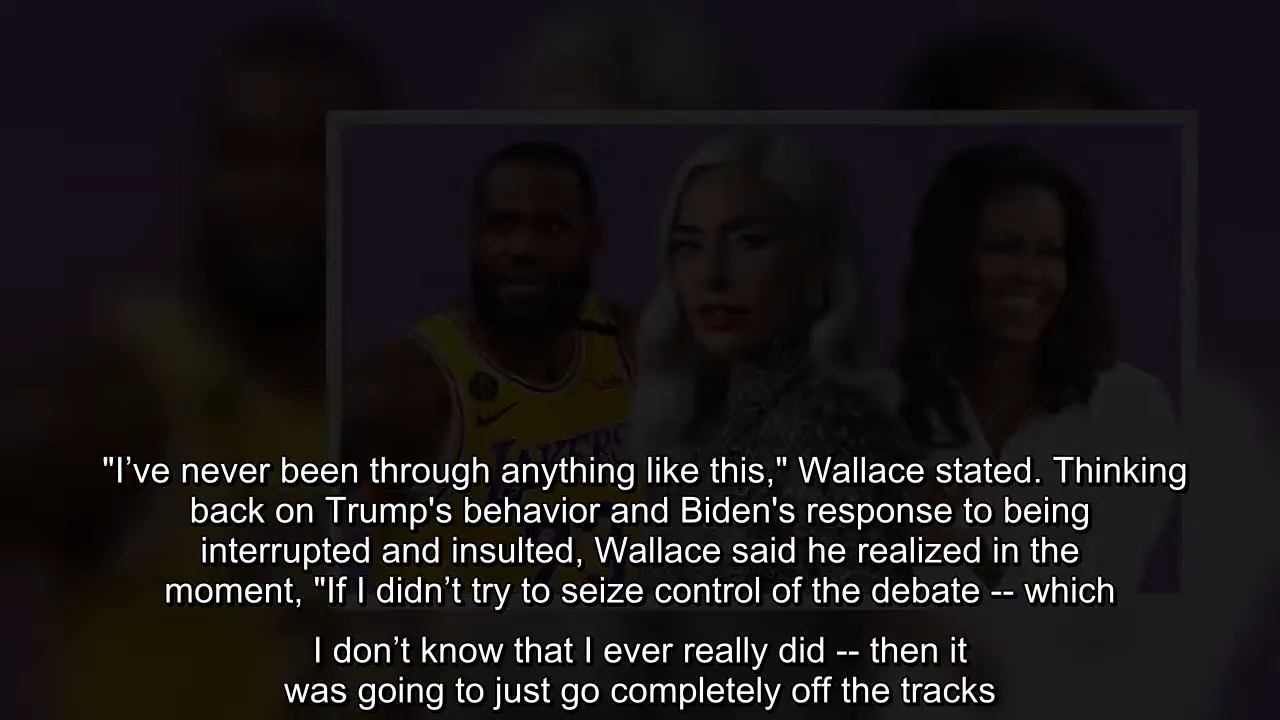 LAKERS
"I’ve never been through anything like this," Wallace stated. Thinking
back on Trump's behavior and Biden's response to being
interrupted and insulted, Wallace said he realized in the
moment, "If I didn’t try to seize control of the debate -- which
I don’t know that I ever really did -- then it
was going to just go completely off the tracks